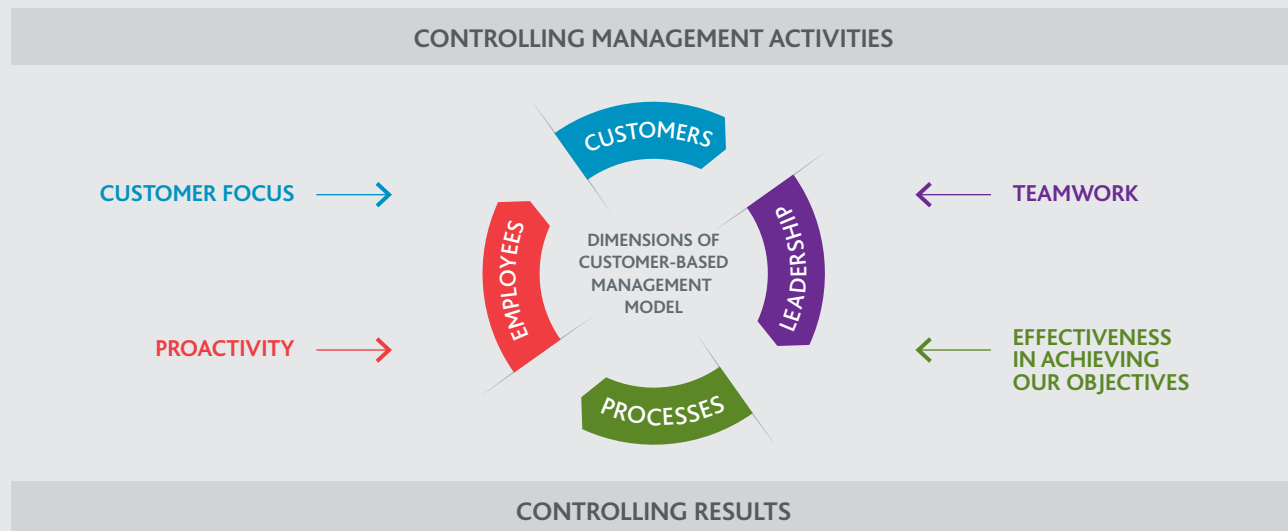 CONTROLLING MANAGEMENT ACTIVITIES
CUSTOMERS
CUSTOMER FOCUS
TEAMWORK
EMPLOYEES
DIMENSIONS OF
CUSTOMER-BASED
MANAGEMENT
MODEL
LEADERSHIP
PROACTIVITY
EFFECTIVENESS
IN ACHIEVING
OUR OBJECTIVES
PROCESSES
CONTROLLING RESULTS